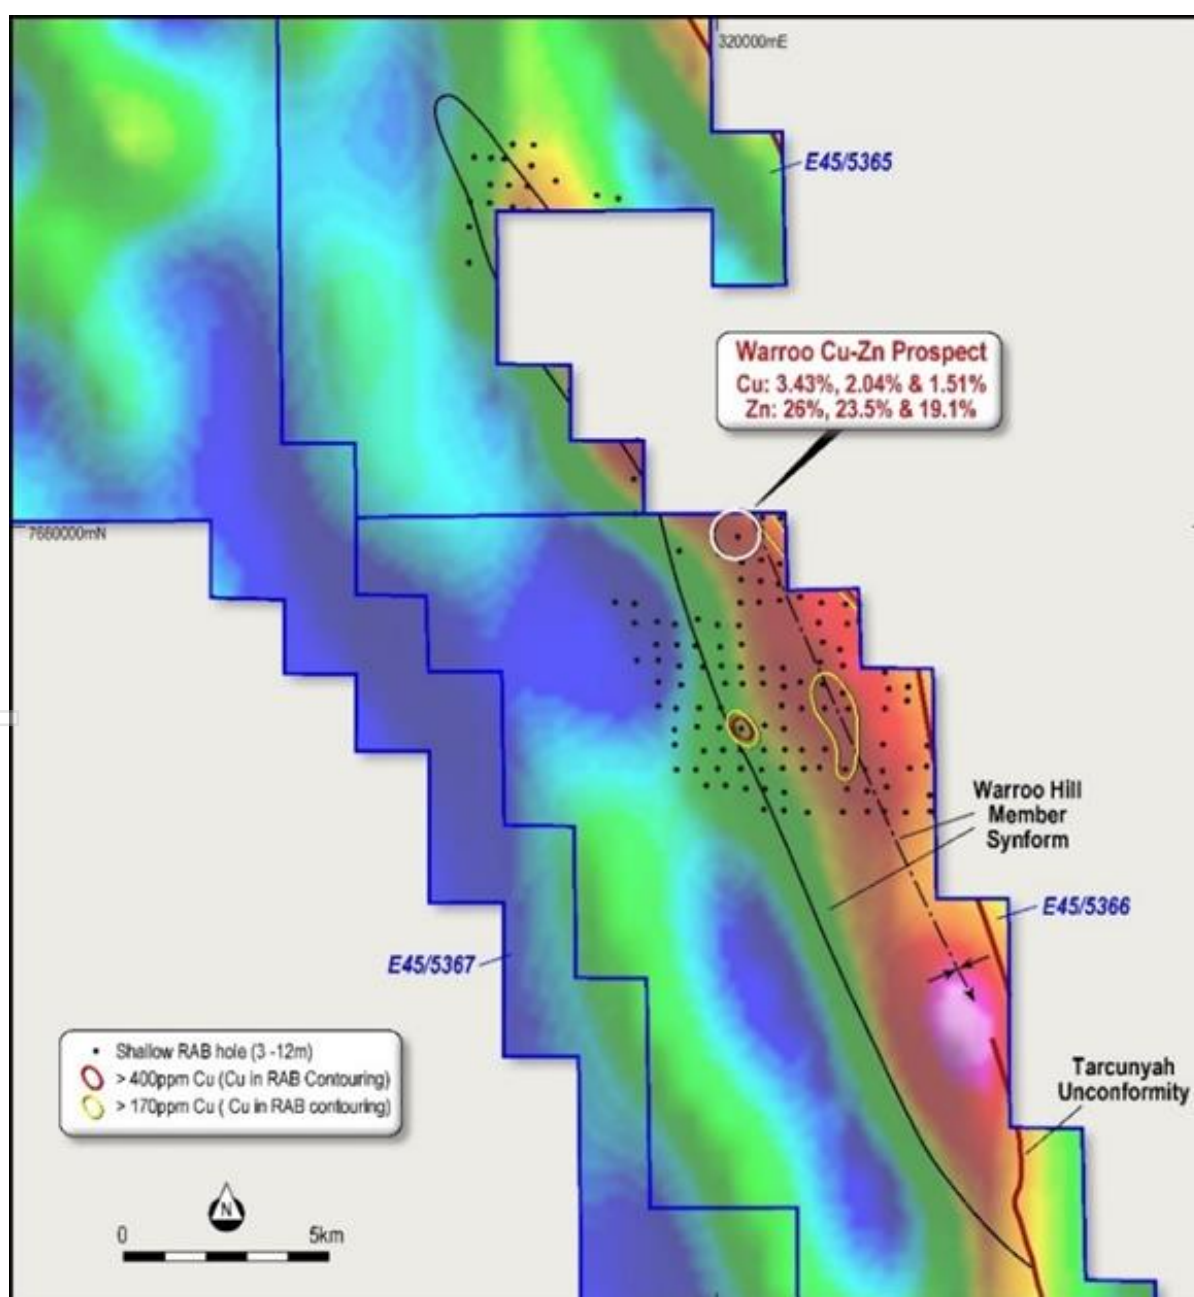 320000mE
E45/5365
Warroo Cu-Zn Prospect
Cu: 3.43%, 2.04% & 1.51%
Zn: 26%, 23.5% & 19.1%
7660000mN
Warroo Hill
Member
Synform
E45/5366
E45/5367
Shallow RAB hole (3 -12m)
> 400ppm Cu (Cu in RAB Contouring)
> 170ppm Cu ( Cu in RAB contouring)
Tarcunyah
Unconformity
N
0 5km